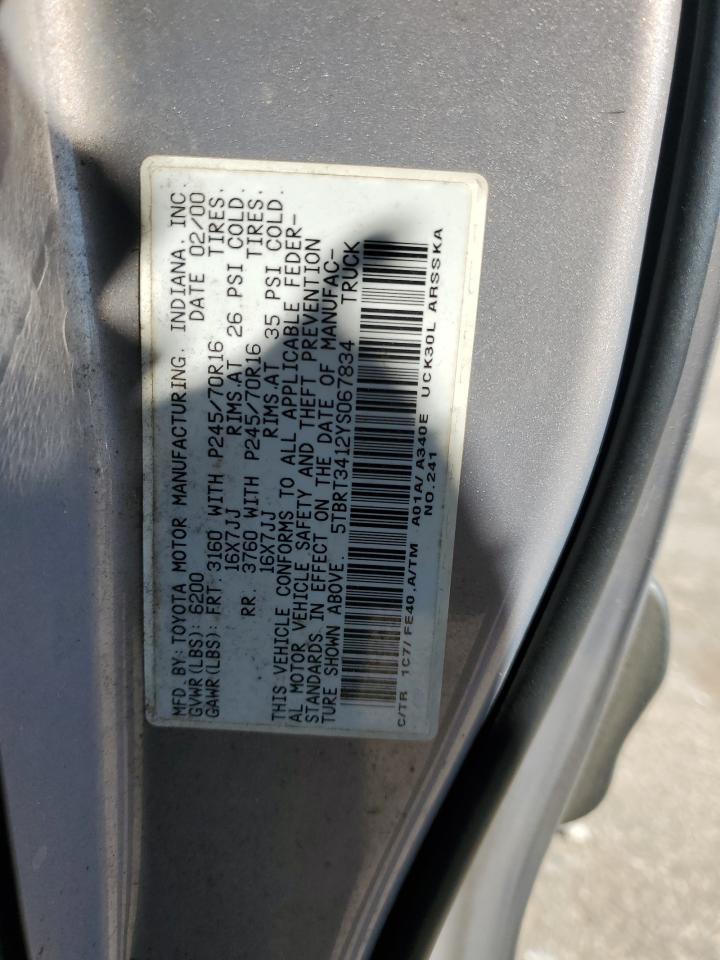 MFD. BY: TOYOTA MOTOR MANUFACTURING, INDIANA, INC.
GVWR(LBS): 6200 DATE 02/00
GAWR(LBS): FRT. 3160 WITH P245/70R16 TIRES.
16X7JJ RIMS.AT 26 PSI COLD.
RR. 3760 WITH P245/70R16 TIRES.
16X7JJ RIMS.AT 35 PSI COLD.
THIS VEHICLE CONFORMS TO ALL APPLICABLE FEDER-
AL MOTOR VEHICLE SAFETY AND THEFT PREVENTION
STANDARDS IN EFFECT ON THE DATE OF MANUFAC-
TURE SHOWN ABOVE. 5TBRT3412YS067834 TRUCK
C/TR 1C7/ FE40.A/TM A01A/A340E UCK30L ARSSKA
NO.241